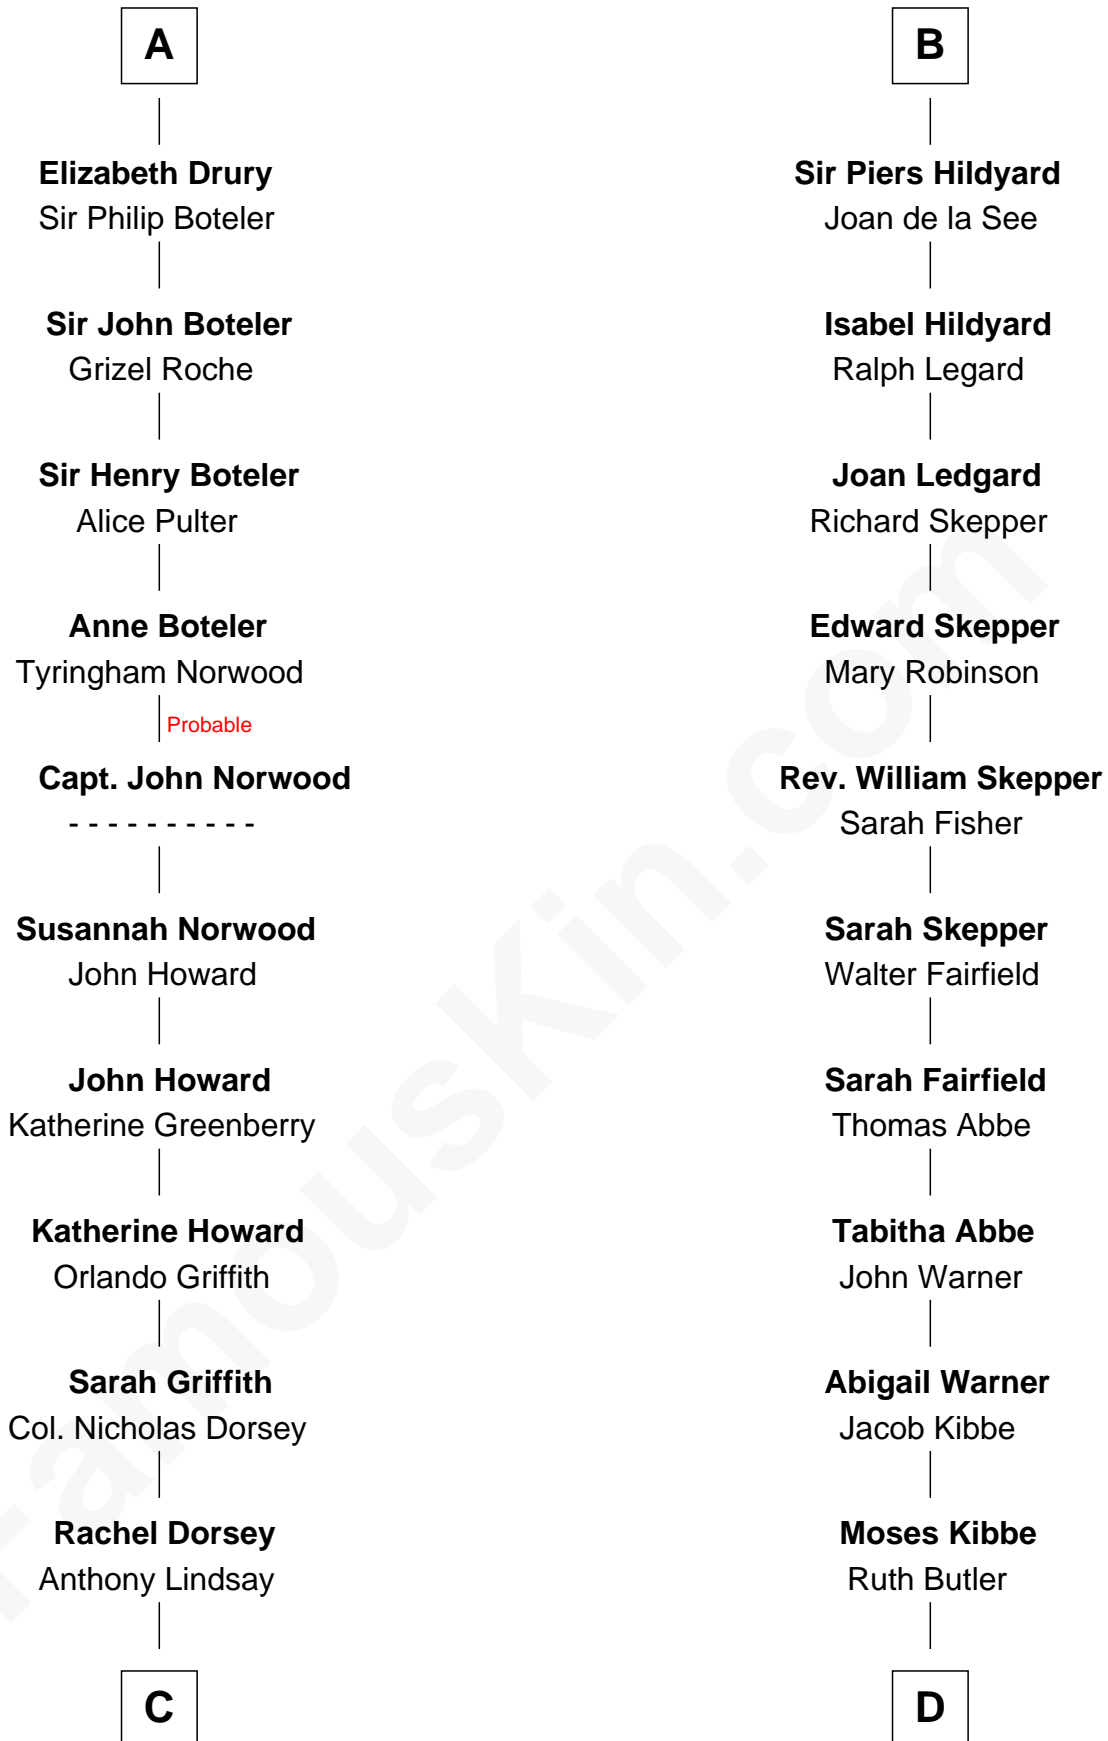 A
Elizabeth Drury
Sir Philip Boteler
Sir John Boteler
Grizel Roche
Sir Henry Boteler
Alice Pulter
Anne Boteler
Tyringham Norwood
Probable
Capt. John Norwood
- - - - - - - - - -
Susannah Norwood
John Howard
John Howard
Katherine Greenberry
Katherine Howard
Orlando Griffith
Sarah Griffith
Col. Nicholas Dorsey
Rachel Dorsey
Anthony Lindsay
C
B
Sir Piers Hildyard
Joan de la See
Isabel Hildyard
Ralph Legard
Joan Ledgard
Richard Skepper
Edward Skepper
Mary Robinson
Rev. William Skepper
Sarah Fisher
Sarah Skepper
Walter Fairfield
Sarah Fairfield
Thomas Abbe
Tabitha Abbe
John Warner
Abigail Warner
Jacob Kibbe
Moses Kibbe
Ruth Butler
D
FamousKin.com